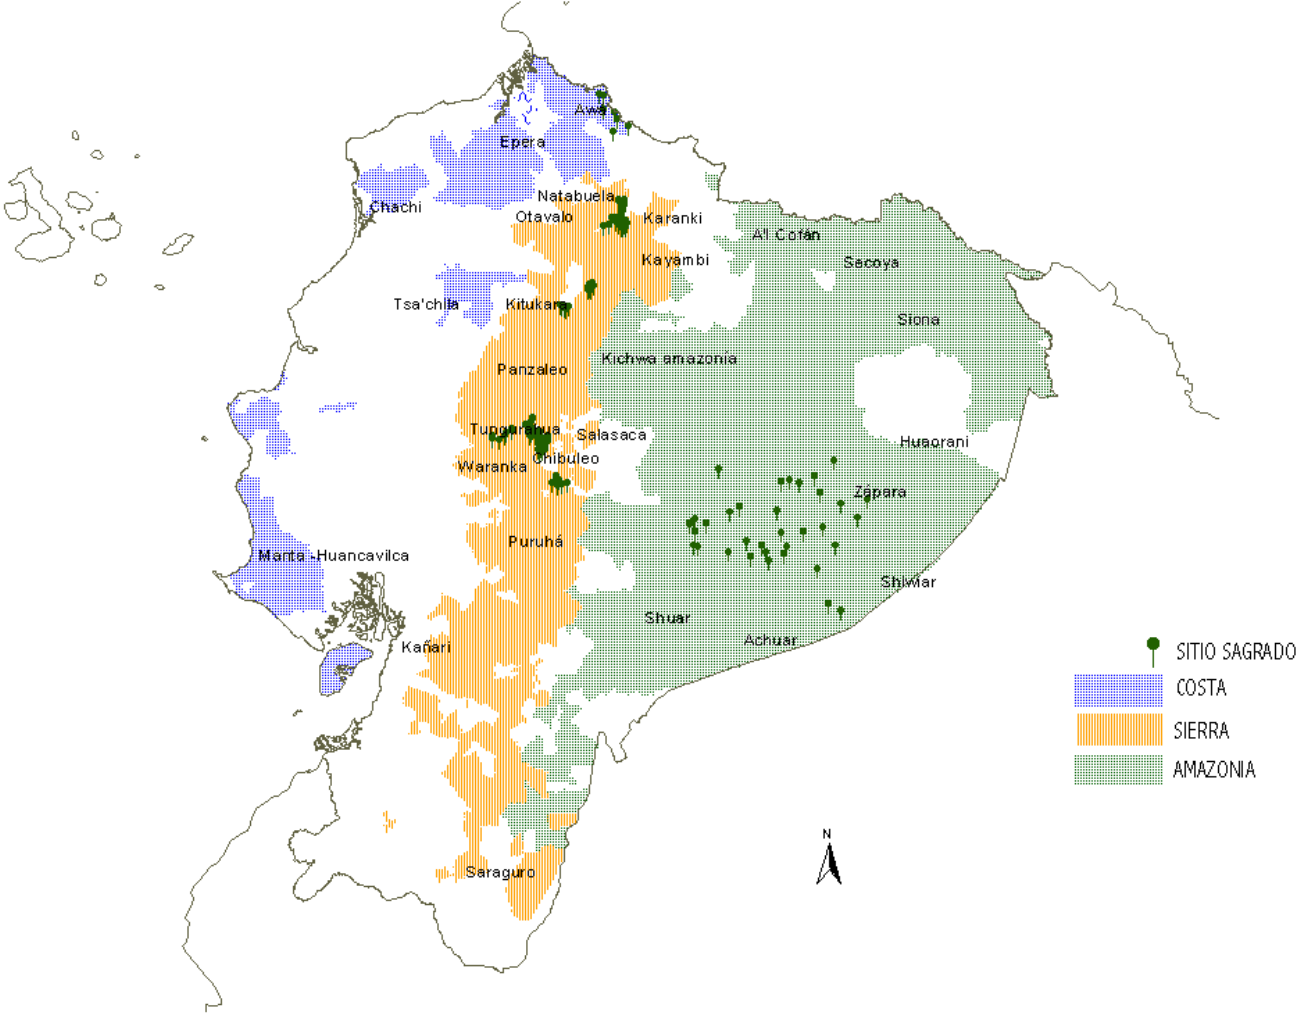 Awá
Epera
Chachi
Natabuela
Otavalo
Karanki
A'I Cofán
Kayambi
Secoya
Tsa'chila
Kitukara
Siona
Kichwa amazonía
Panzaleo
Tungurahua
Salasaca
Huaorani
Chibuleo
Waranka
Zápara
Puruhá
Manta -Huancavilca
Shiwiar
Shuar
Achuar
Kañari
SITIO SAGRADO
COSTA
SIERRA
AMAZONIA
N
Saraguro